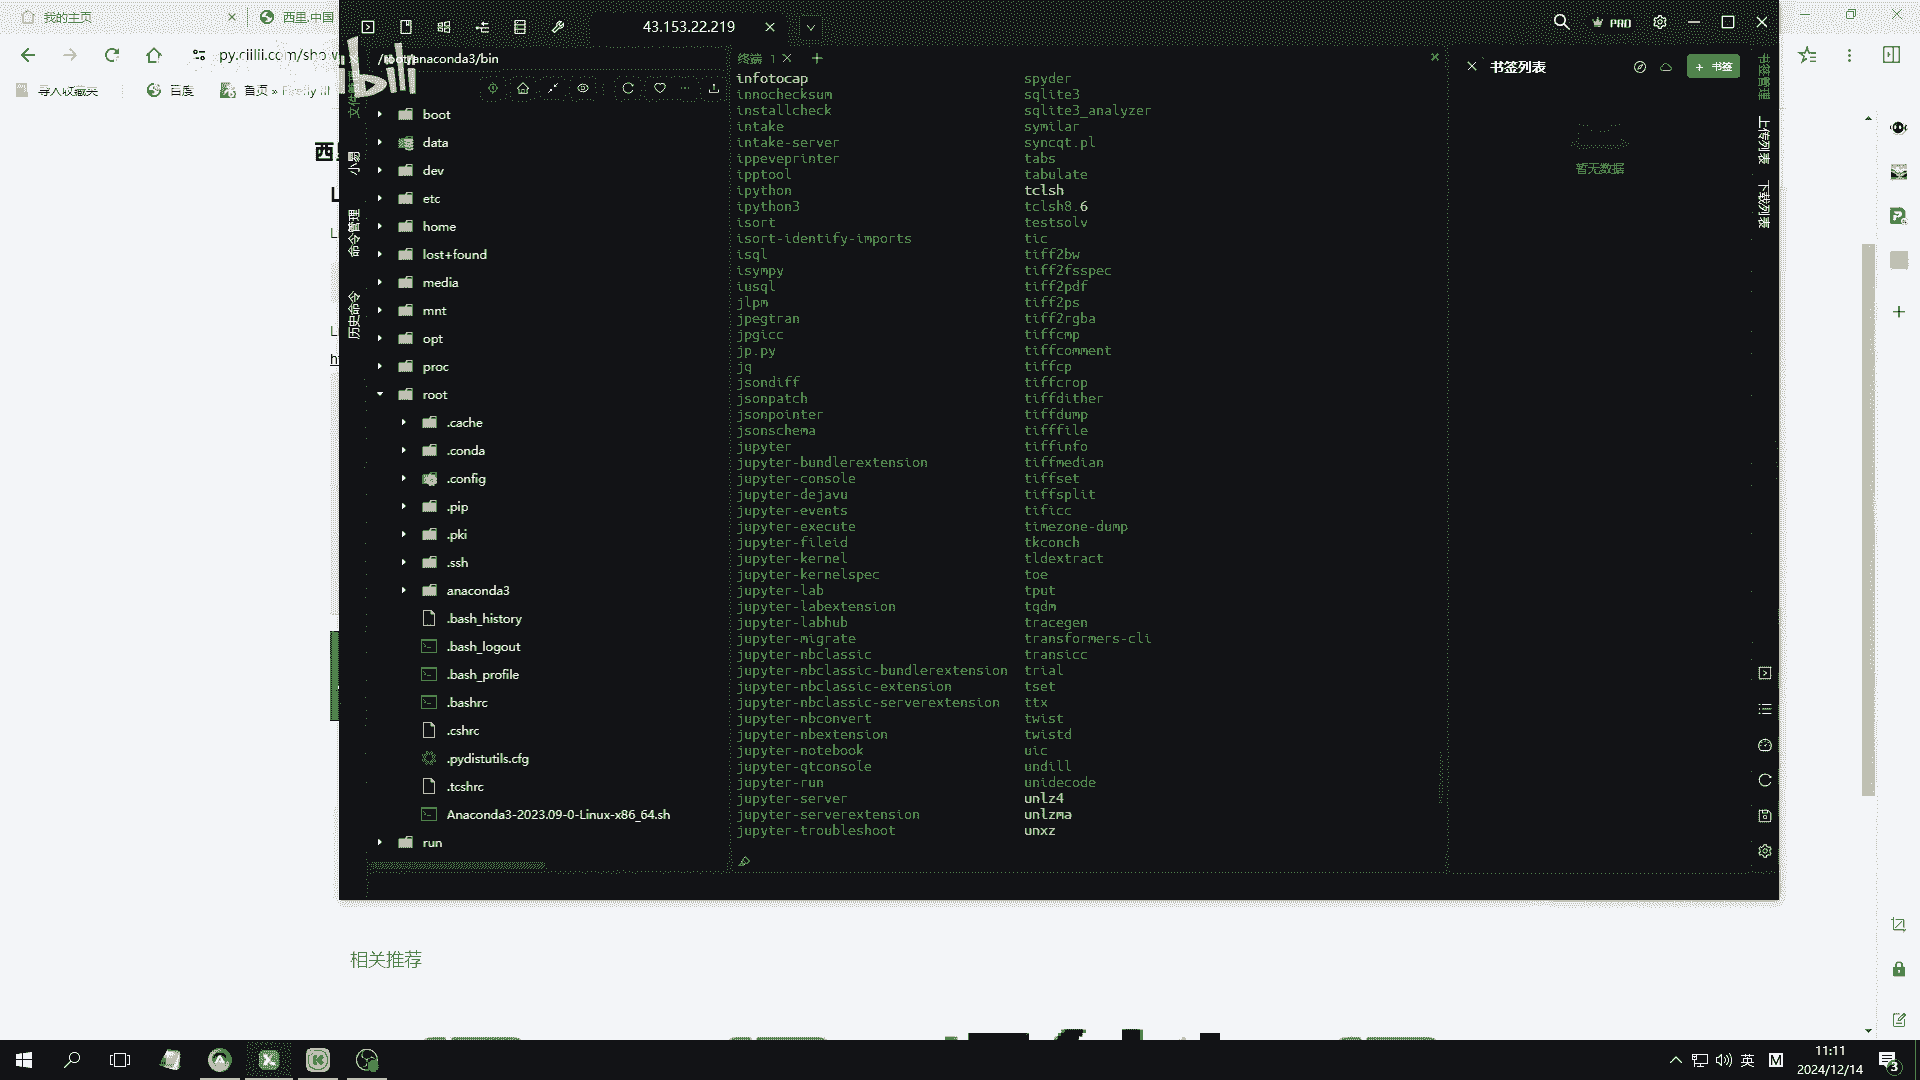 我的主页
西里.中国
py.riillii.com/sho
导入收藏夹
百度
首页 » Firefly
43.153.22.219
PRO
/root/anaconda3/bin
终端 1
书签列表
+ 书签
暂无数据
书签管理
上传列表
下载列表
小易
命令管理
历史命令
boot
data
dev
etc
home
lost+found
media
mnt
opt
proc
root
.cache
.conda
.config
.pip
.pki
.ssh
anaconda3
.bash_history
.bash_logout
.bash_profile
.bashrc
.cshrc
.pydistutils.cfg
.tcshrc
Anaconda3-2023.09-0-Linux-x86_64.sh
run
infotocap spyder
innochecksum sqlite3
installcheck sqlite3_analyzer
intake symilar
intake-server syncqt.pl
ippeveprinter tabs
ipptool tabulate
ipython tclsh
ipython3 tclsh8.6
isort testsolv
isort-identify-imports tic
isql tiff2bw
isympy tiff2fsspec
iusql tiff2pdf
jlpm tiff2ps
jpegtran tiff2rgba
jpgicc tiffcmp
jp.py tiffcomment
jq tiffcp
jsondiff tiffcrop
jsonpatch tiffdither
jsonpointer tiffdump
jsonschema tifffile
jupyter tiffinfo
jupyter-bundlerextension tiffmedian
jupyter-console tiffset
jupyter-dejavu tiffsplit
jupyter-events tificc
jupyter-execute timezone-dump
jupyter-fileid tkconch
jupyter-kernel tldextract
jupyter-kernelspec toe
jupyter-lab tput
jupyter-labextension tqdm
jupyter-labhub tracegen
jupyter-migrate transformers-cli
jupyter-nbclassic transicc
jupyter-nbclassic-bundlerextension trial
jupyter-nbclassic-extension tset
jupyter-nbclassic-serverextension ttx
jupyter-nbconvert twist
jupyter-nbextension twistd
jupyter-notebook uic
jupyter-qtconsole undill
jupyter-run unidecode
jupyter-server unlz4
jupyter-serverextension unlzma
jupyter-troubleshoot unxz
相关推荐
英
M
11:11
2024/12/14
3